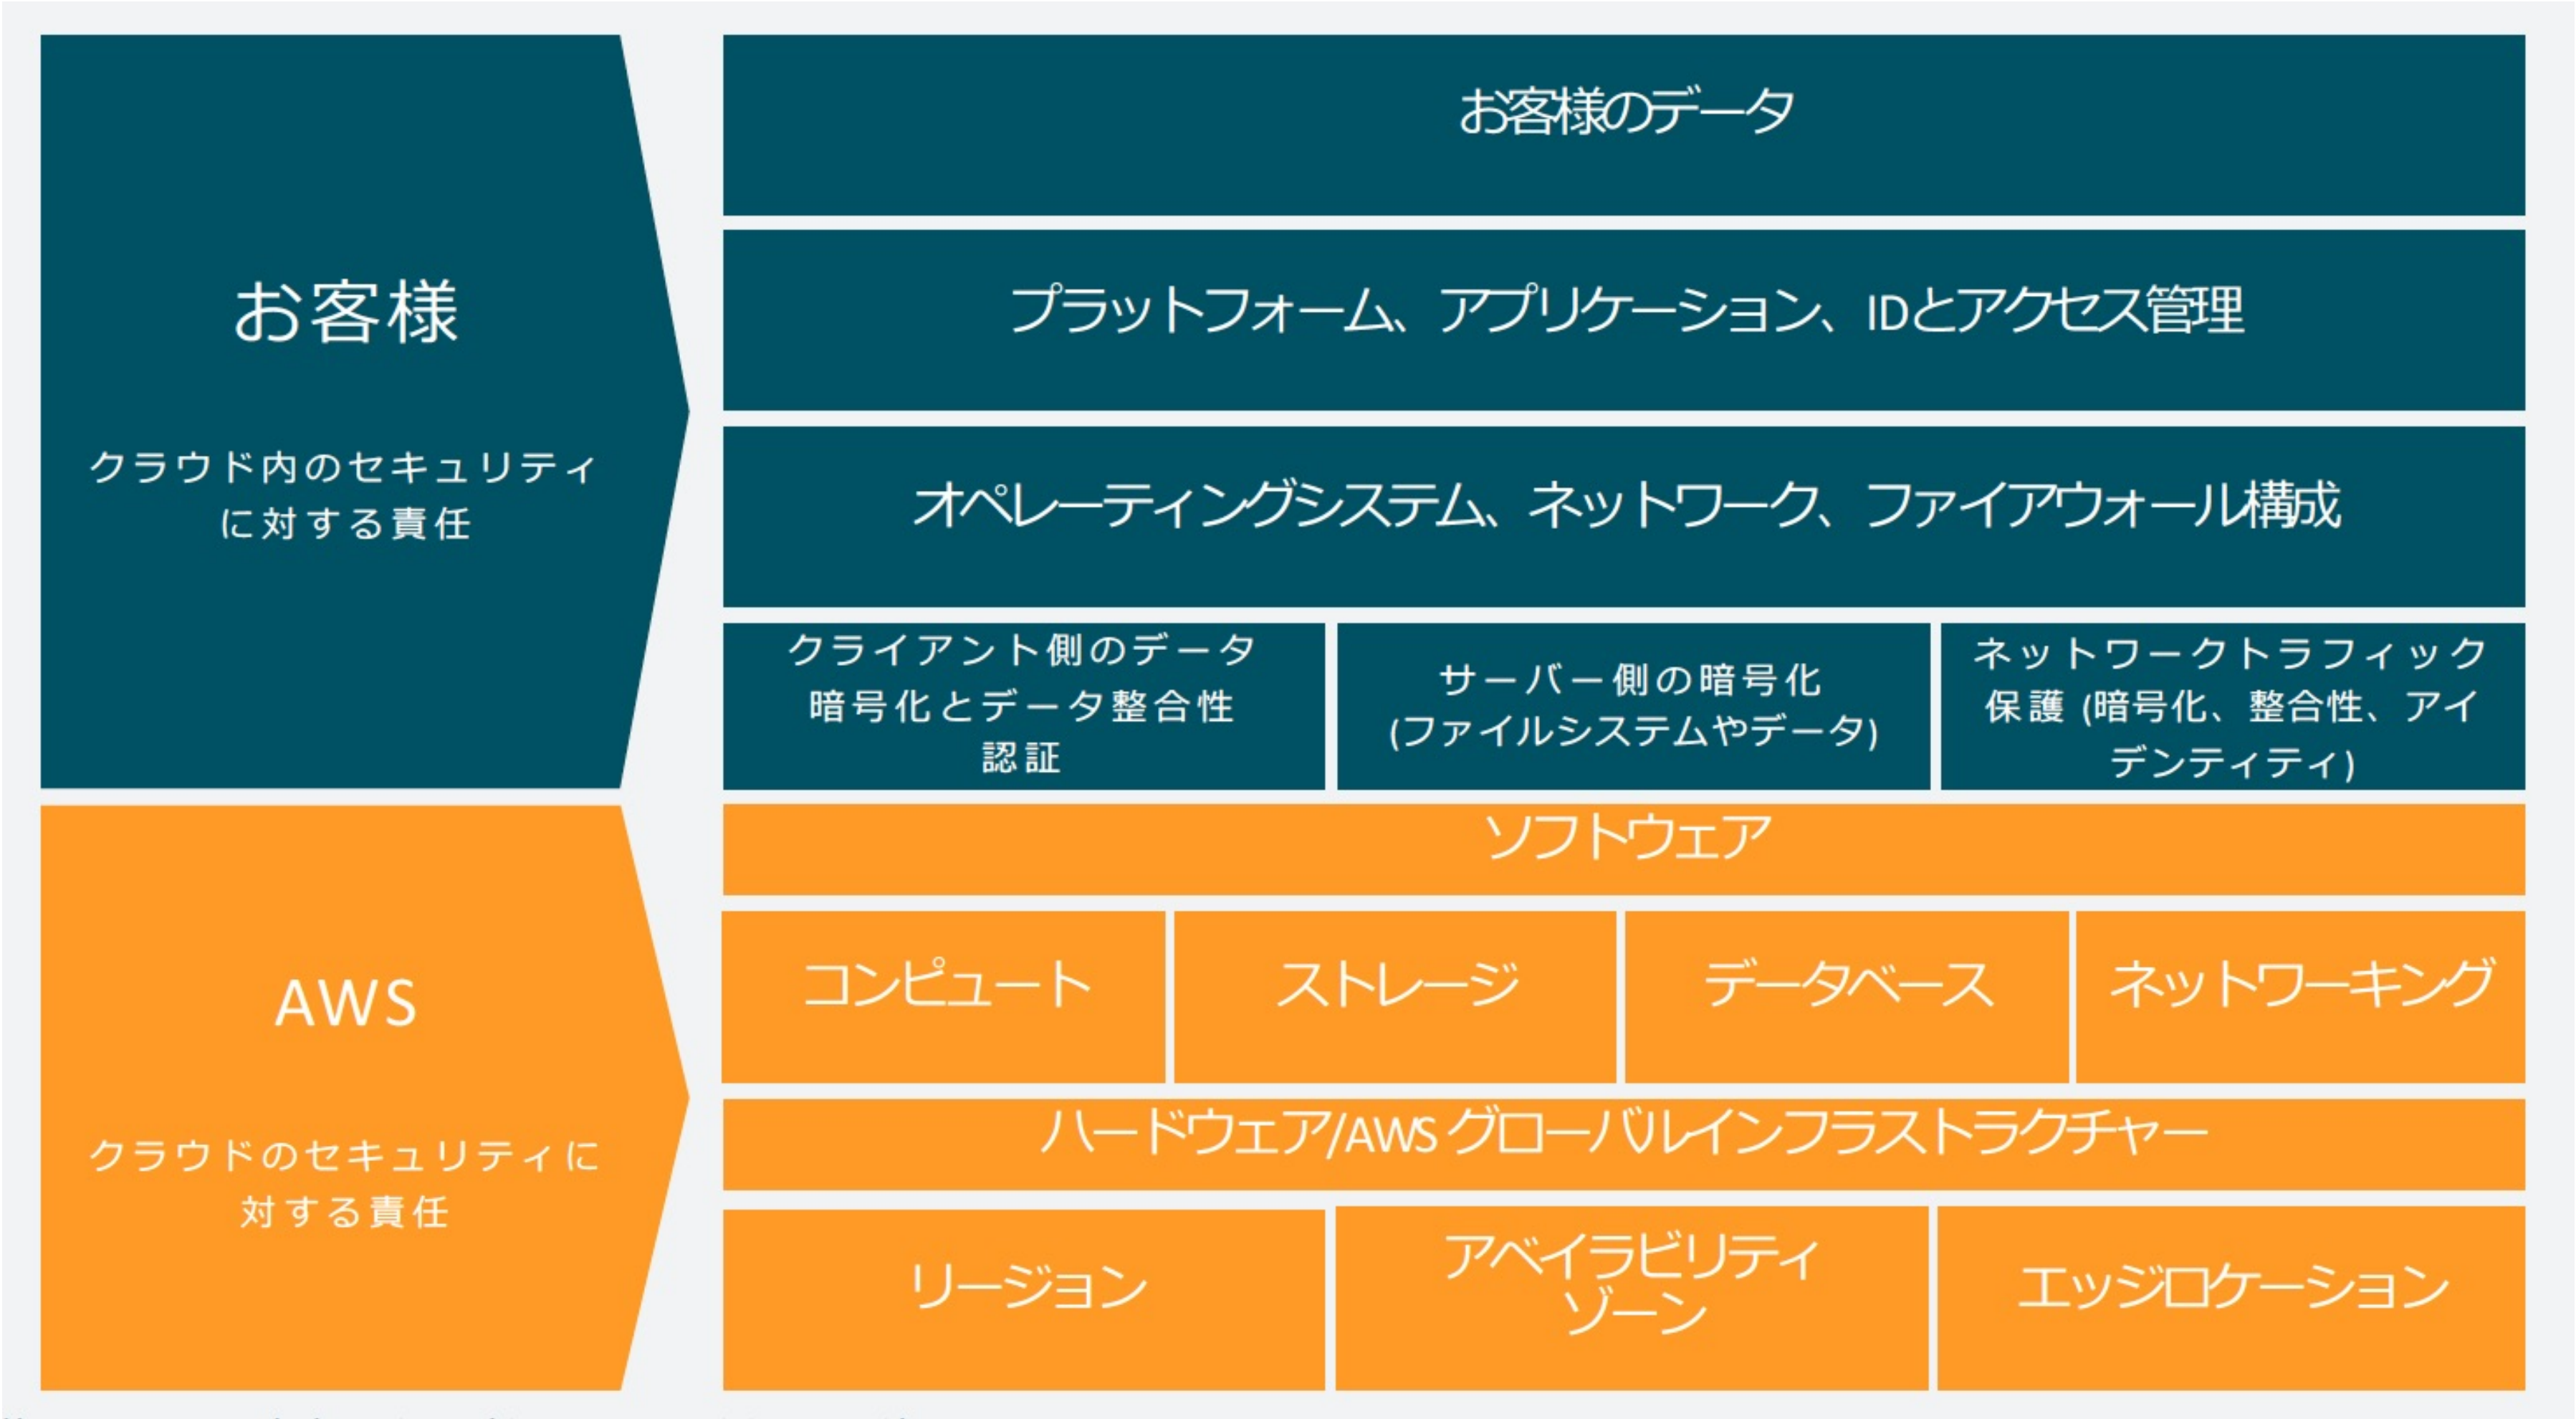 お客様
クラウド内のセキュリティ
に対する責任
お客様のデータ
プラットフォーム、アプリケーション、IDとアクセス管理
オペレーティングシステム、ネットワーク、ファイアウォール構成
クライアント側のデータ
暗号化とデータ整合性
認証
サーバー側の暗号化
(ファイルシステムやデータ)
ネットワークトラフィック
保護 (暗号化、整合性、アイ
デンティティ)
AWS
クラウドのセキュリティに
対する責任
ソフトウェア
コンピュート
ストレージ
データベース
ネットワーキング
ハードウェア/AWS グローバルインフラストラクチャー
リージョン
アベイラビリティ
ゾーン
エッジロケーション